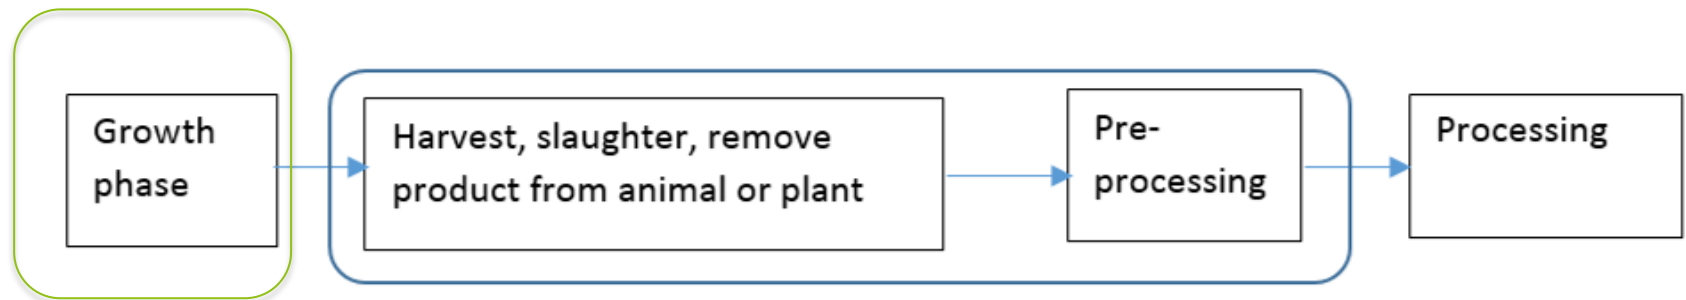 Growth
phase
Harvest, slaughter, remove
product from animal or plant
Pre-
processing
Processing